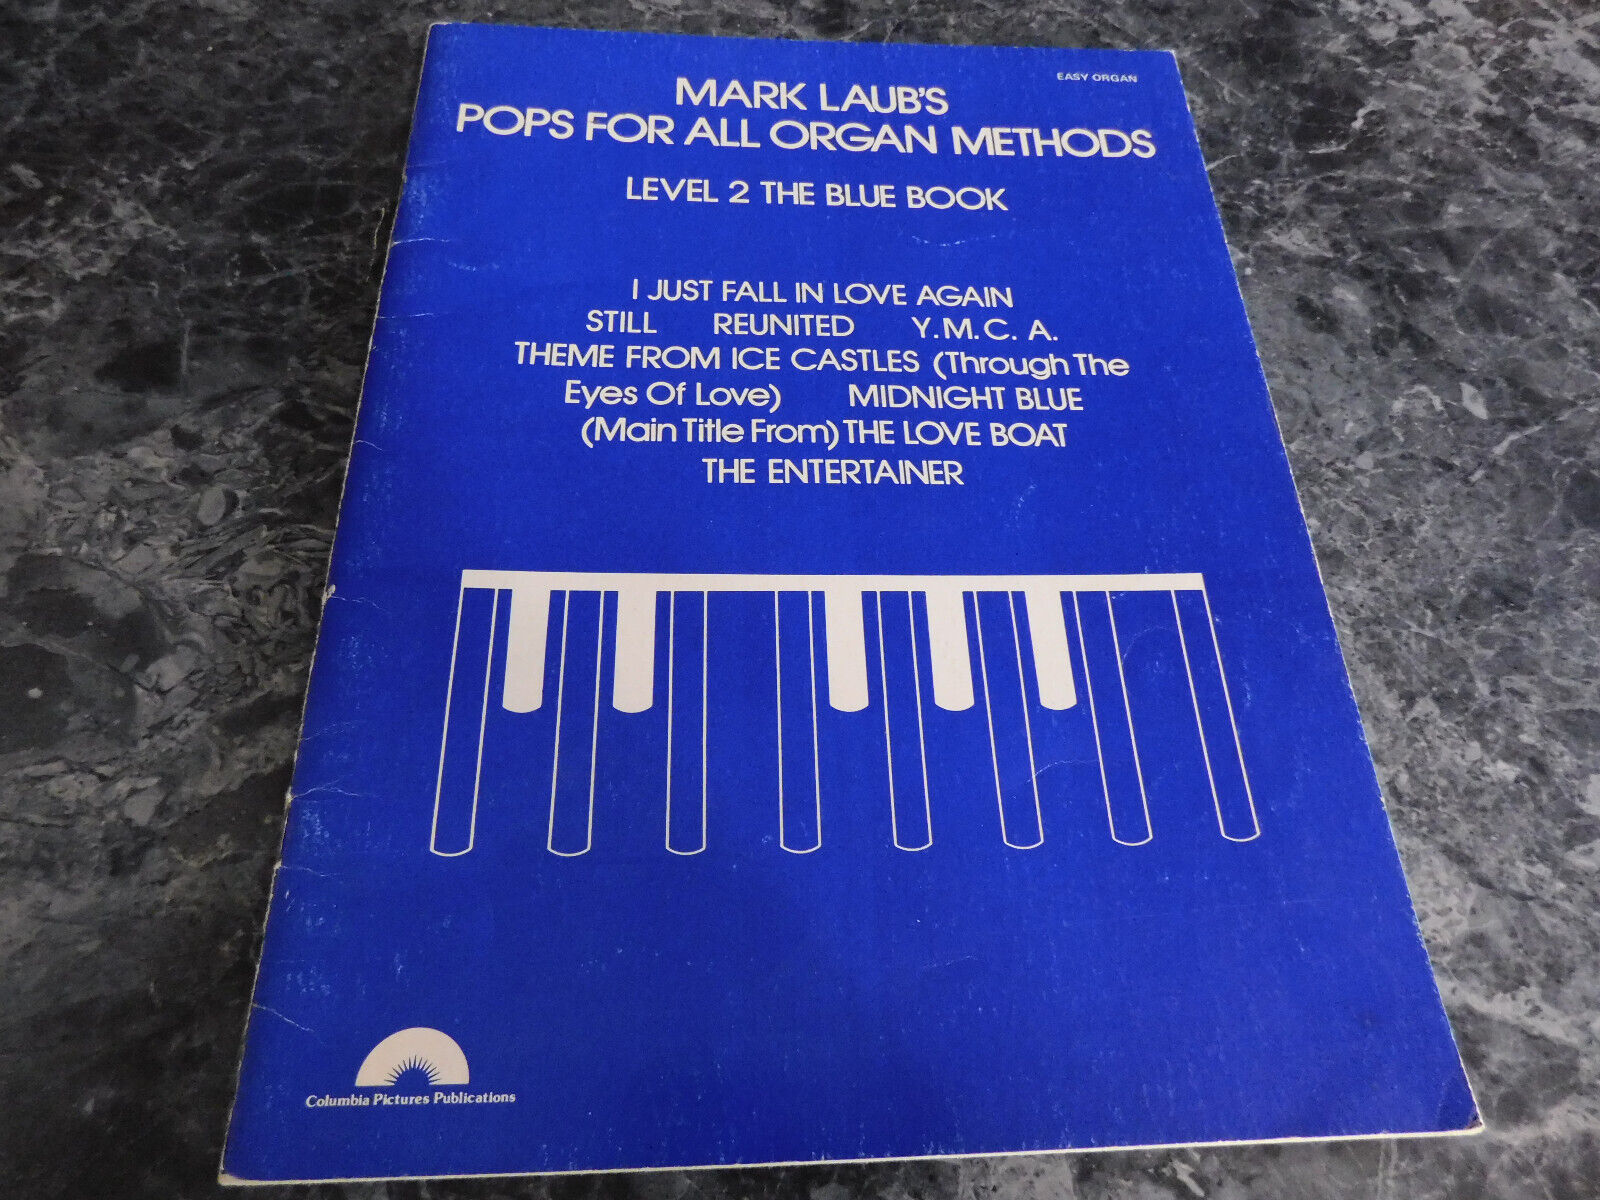 EASY ORGAN
MARK LAUB'S
POPS FOR ALL ORGAN METHODS
LEVEL 2 THE BLUE BOOK
I JUST FALL IN LOVE AGAIN
STILL REUNITED Y.M.C.A.
THEME FROM ICE CASTLES (Through The
Eyes Of Love) MIDNIGHT BLUE
(Main Title From) THE LOVE BOAT
THE ENTERTAINER
Columbia Pictures Publications